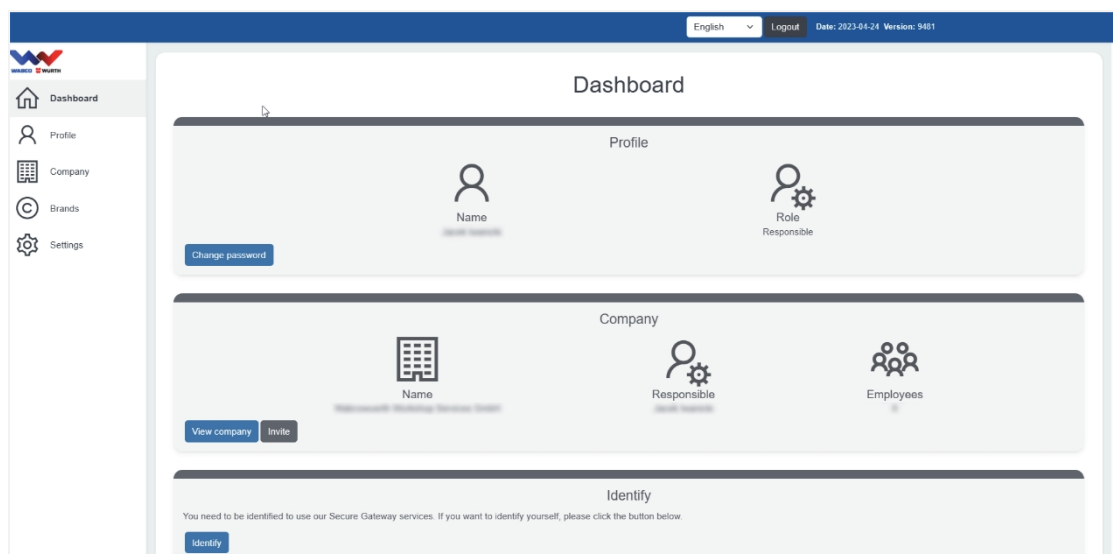 English Logout Date: 2023-04-24 Version: 9481
WABCO WURTH
Dashboard
Profile
Company
Brands
Settings
Dashboard
Profile
Name
Role
Responsible
Change password
Company
Name
Responsible
Employees
View company Invite
Identify
You need to be identified to use our Secure Gateway services. If you want to identify yourself, please click the button below.
Identify